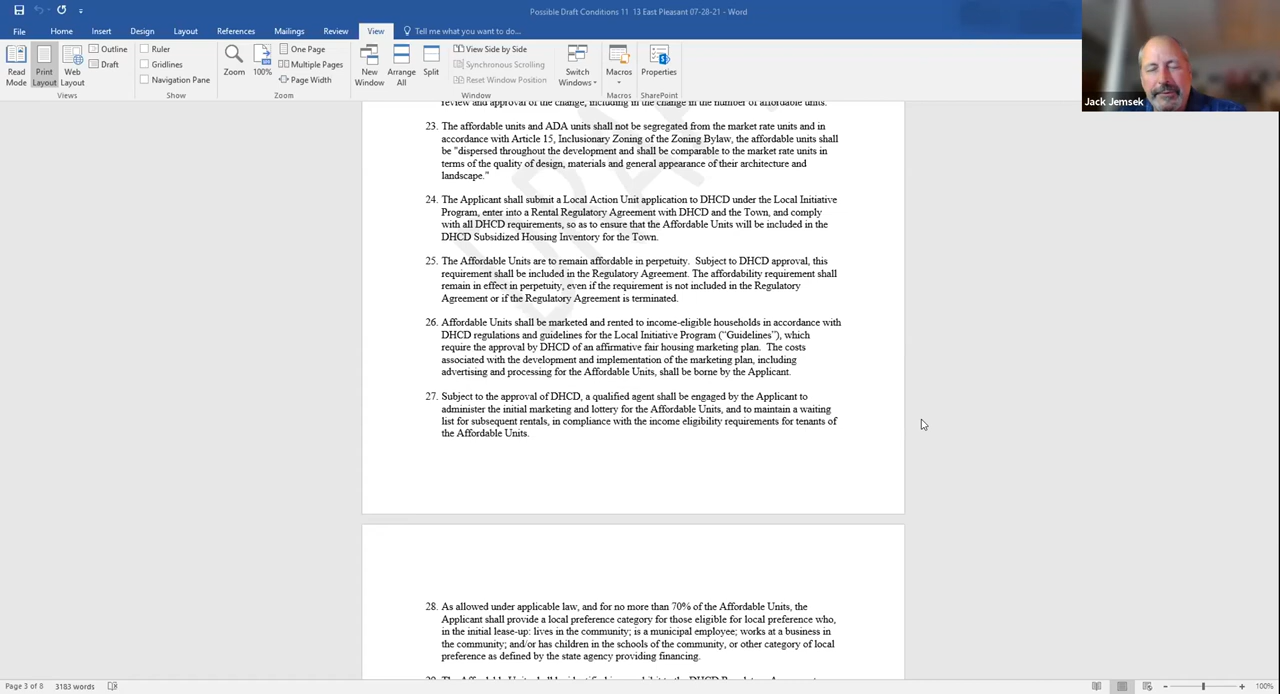 Possible Draft Conditions 11 13 East Pleasant 07-28-21 - Word
File Home Insert Design Layout References Mailings Review View Tell me what you want to do...
Read Mode
Print Layout
Web Layout
Outline
Draft
Views
Ruler
Gridlines
Navigation Pane
Show
Zoom
100%
One Page
Multiple Pages
Page Width
Zoom
New Window
Arrange All
Split
View Side by Side
Synchronous Scrolling
Reset Window Position
Window
Switch Windows
Macros
Macros
Properties
SharePoint
Jack Jemsek
DRAFT
review and approval of the change, including in the change in the number of affordable units.
23. The affordable units and ADA units shall not be segregated from the market rate units and in
accordance with Article 15, Inclusionary Zoning of the Zoning Bylaw, the affordable units shall
be "dispersed throughout the development and shall be comparable to the market rate units in
terms of the quality of design, materials and general appearance of their architecture and
landscape."
24. The Applicant shall submit a Local Action Unit application to DHCD under the Local Initiative
Program, enter into a Rental Regulatory Agreement with DHCD and the Town, and comply
with all DHCD requirements, so as to ensure that the Affordable Units will be included in the
DHCD Subsidized Housing Inventory for the Town.
25. The Affordable Units are to remain affordable in perpetuity. Subject to DHCD approval, this
requirement shall be included in the Regulatory Agreement. The affordability requirement shall
remain in effect in perpetuity, even if the requirement is not included in the Regulatory
Agreement or if the Regulatory Agreement is terminated.
26. Affordable Units shall be marketed and rented to income-eligible households in accordance with
DHCD regulations and guidelines for the Local Initiative Program (“Guidelines”), which
require the approval by DHCD of an affirmative fair housing marketing plan. The costs
associated with the development and implementation of the marketing plan, including
advertising and processing for the Affordable Units, shall be borne by the Applicant.
27. Subject to the approval of DHCD, a qualified agent shall be engaged by the Applicant to
administer the initial marketing and lottery for the Affordable Units, and to maintain a waiting
list for subsequent rentals, in compliance with the income eligibility requirements for tenants of
the Affordable Units.
28. As allowed under applicable law, and for no more than 70% of the Affordable Units, the
Applicant shall provide a local preference category for those eligible for local preference who,
in the initial lease-up: lives in the community; is a municipal employee; works at a business in
the community; and/or has children in the schools of the community, or other category of local
preference as defined by the state agency providing financing.
Page 3 of 8 3183 words
100%